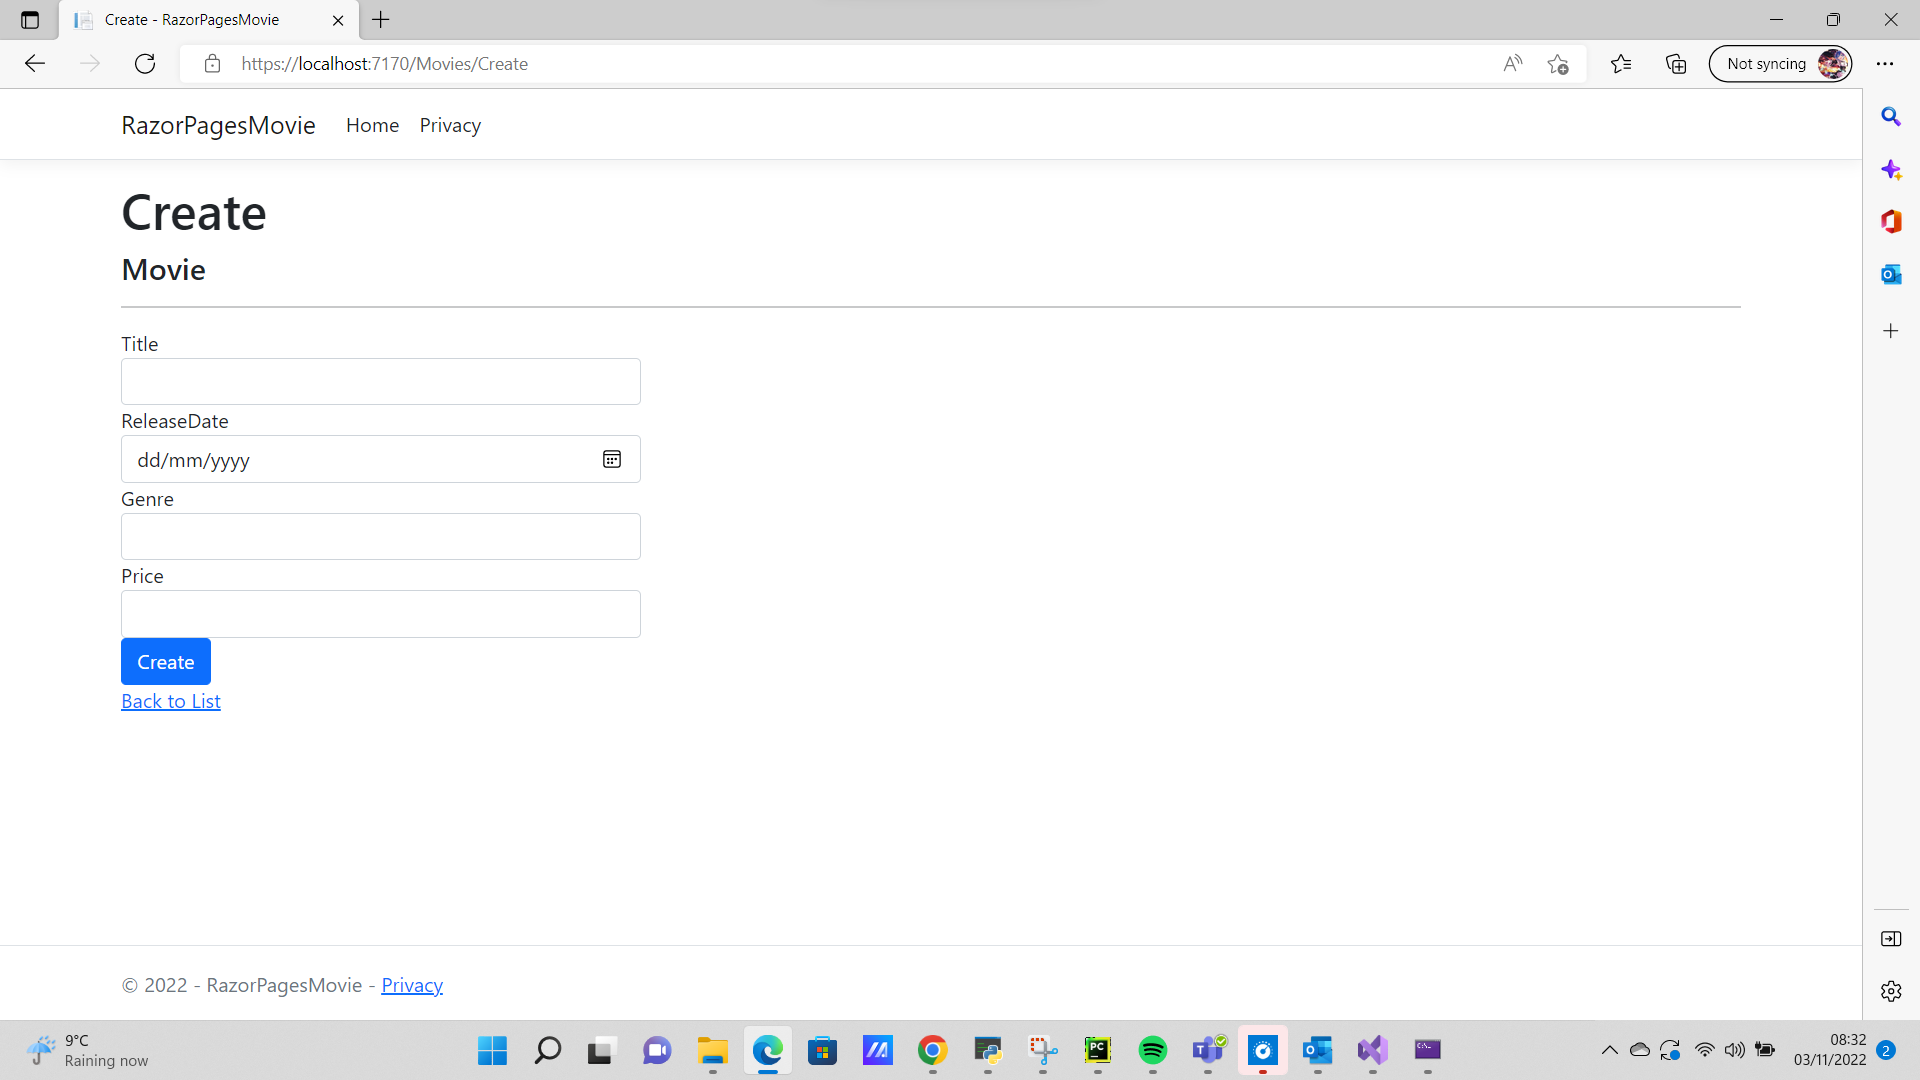 Create - RazorPagesMovie
https://localhost:7170/Movies/Create
Not syncing
RazorPagesMovie Home Privacy
Create
Movie
Title
ReleaseDate
dd/mm/yyyy
Genre
Price
Create
Back to List
© 2022 - RazorPagesMovie - Privacy
9°C
Raining now
PC
08:32
03/11/2022
2